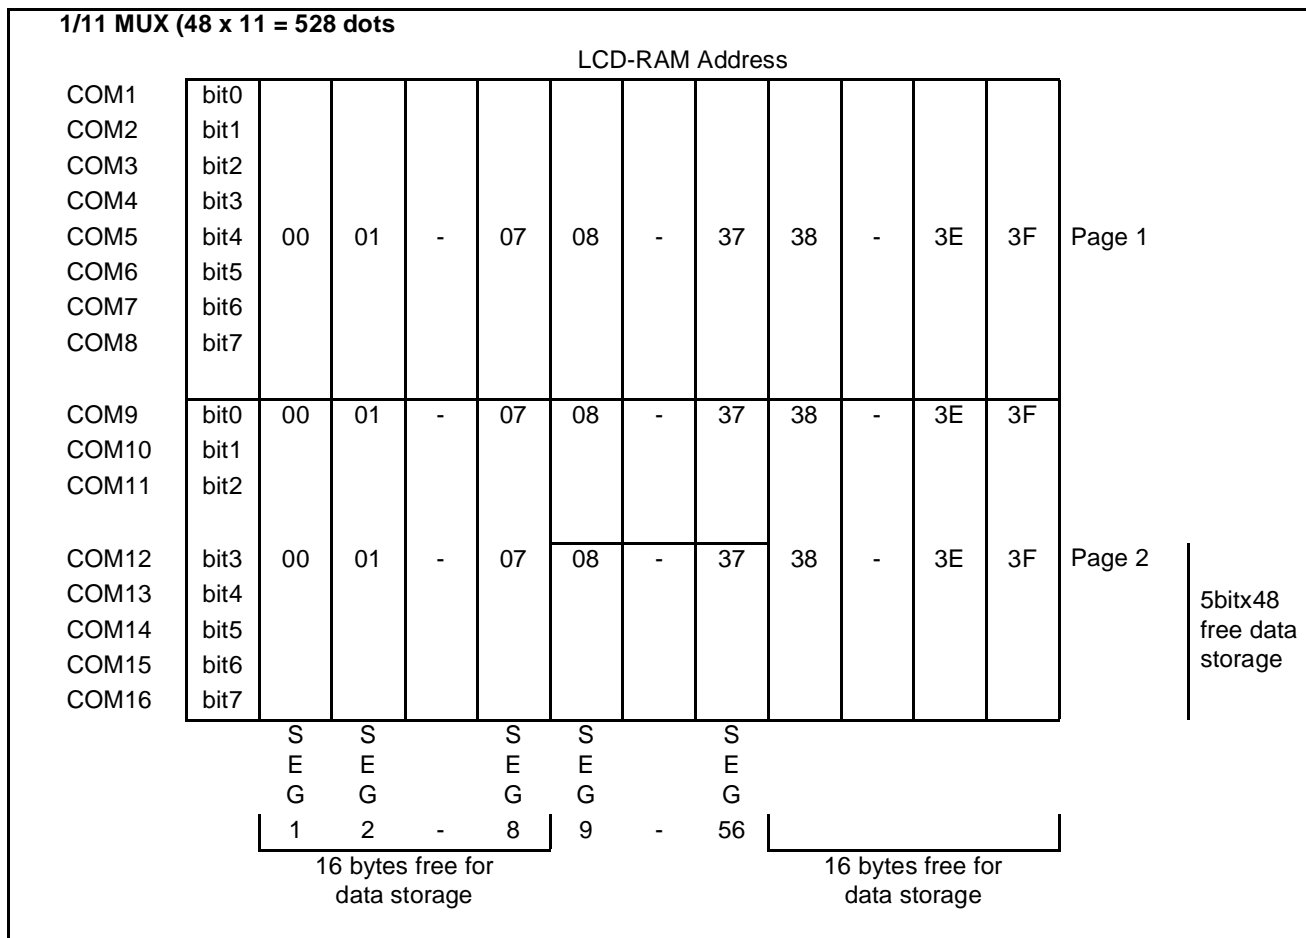 1/11 MUX (48 x 11 = 528 dots
LCD-RAM Address
COM1 bit0
COM2 bit1
COM3 bit2
COM4 bit3
COM5 bit4 00 01 - 07 08 - 37 38 - 3E 3F Page 1
COM6 bit5
COM7 bit6
COM8 bit7
COM9 bit0 00 01 - 07 08 - 37 38 - 3E 3F
COM10 bit1
COM11 bit2
COM12 bit3 00 01 - 07 08 - 37 38 - 3E 3F Page 2
COM13 bit4
COM14 bit5
COM15 bit6
COM16 bit7
5bitx48
free data
storage
S S S S S
E E E E E
G G G G G
1 2 - 8 9 - 56
16 bytes free for
data storage
16 bytes free for
data storage